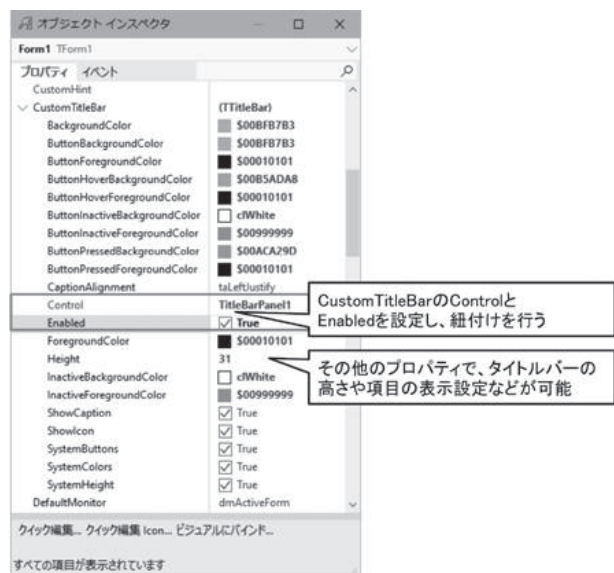 オブジェクト インスペクタ
Form1 TForm1
プロパティ イベント
CustomHint
CustomTitleBar (TTitleBar)
BackgroundColor $00BFB7B3
ButtonBackgroundColor $00BFB7B3
ButtonForegroundColor $00010101
ButtonHoverBackgroundColor $00B5ADA8
ButtonHoverForegroundColor $00010101
ButtonInactiveBackgroundColor clWhite
ButtonInactiveForegroundColor $00999999
ButtonPressedBackgroundColor $00ACA29D
ButtonPressedForegroundColor $00010101
CaptionAlignment taLeftJustify
Control TitleBarPanel1
Enabled True
ForegroundColor $00010101
Height 31
InactiveBackgroundColor clWhite
InactiveForegroundColor $00999999
ShowCaption True
ShowIcon True
SystemButtons True
SystemColors True
SystemHeight True
DefaultMonitor dmActiveForm
クイック編集... クイック編集 Icon... ビジュアルにバインド...
すべての項目が表示されています
CustomTitleBarのControlと
Enabledを設定し、紐付けを行う
その他のプロパティで、タイトルバーの
高さや項目の表示設定などが可能